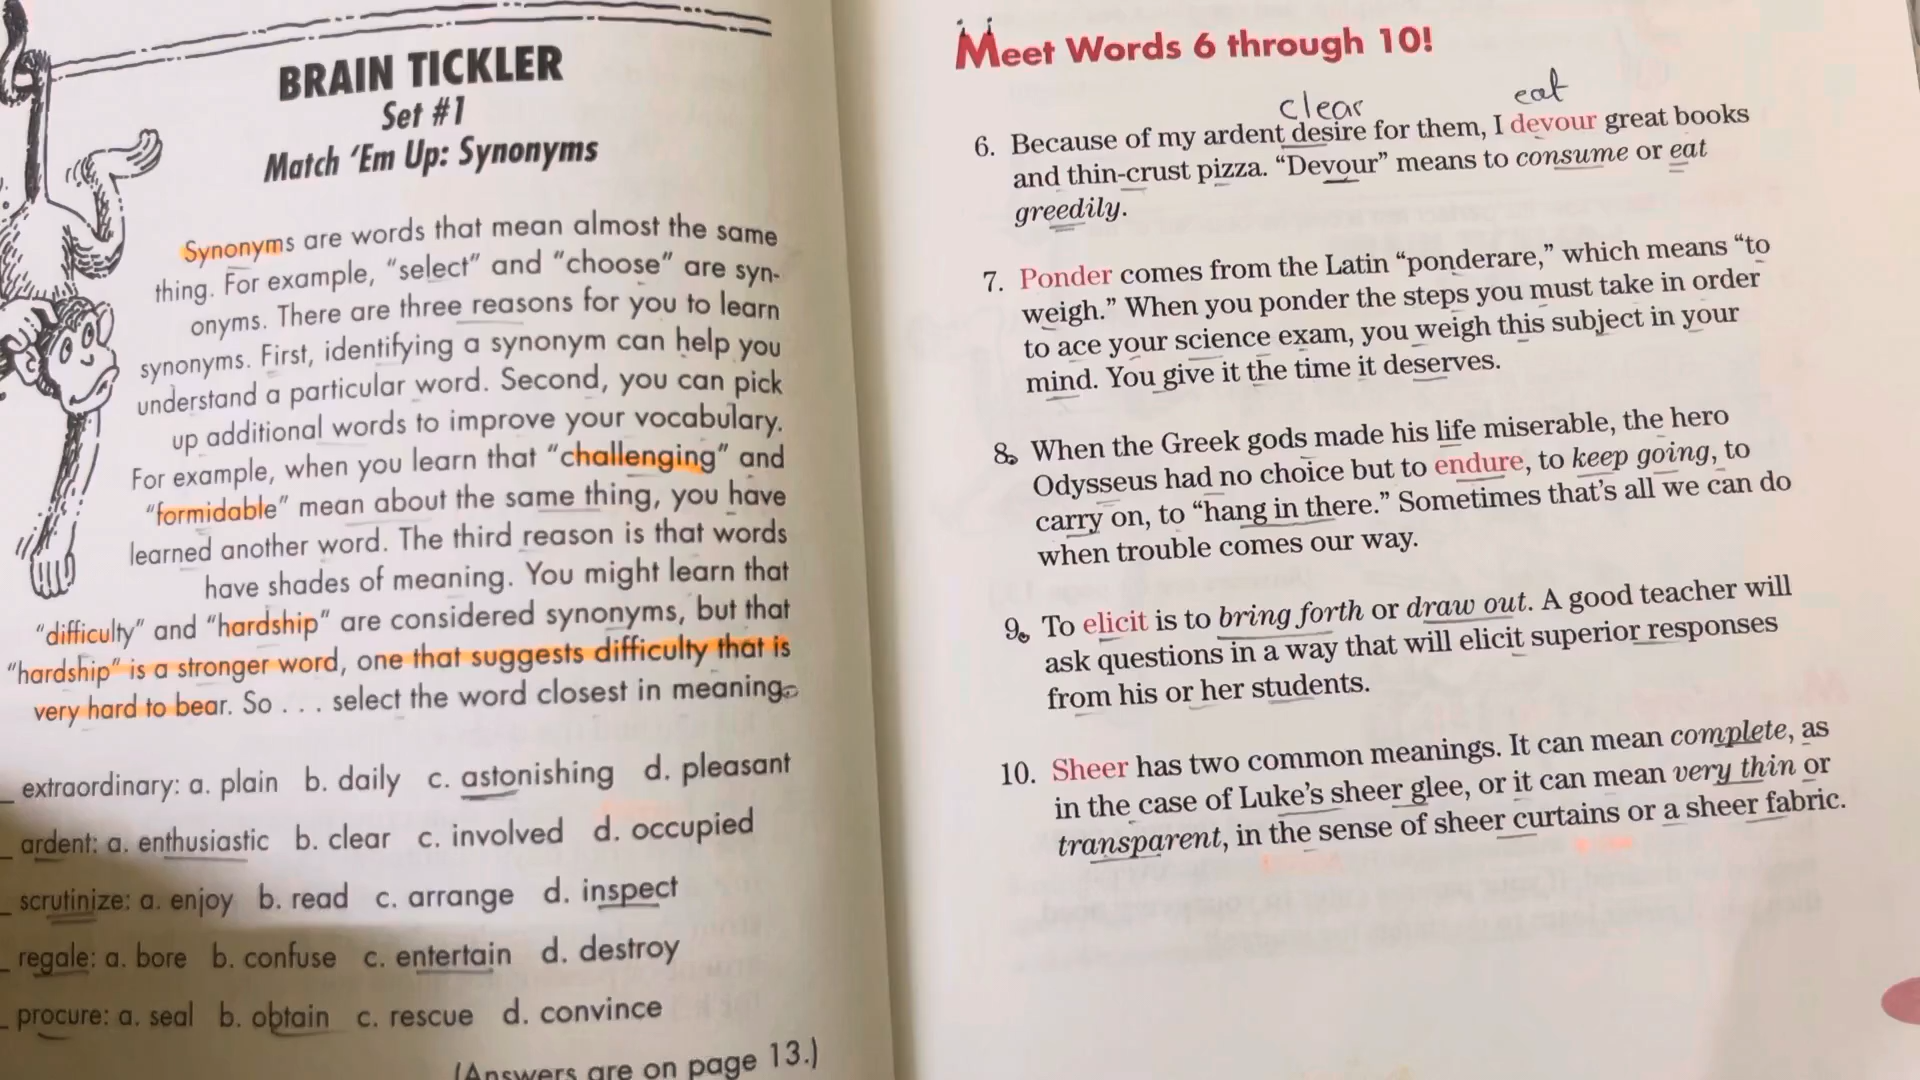 BRAIN TICKLER
Set #1
Match 'Em Up: Synonyms
Synonyms are words that mean almost the same
thing. For example, "select" and "choose" are syn-
onyms. There are three reasons for you to learn
synonyms. First, identifying a synonym can help you
understand a particular word. Second, you can pick
up additional words to improve your vocabulary.
For example, when you learn that "challenging" and
"formidable" mean about the same thing, you have
learned another word. The third reason is that words
have shades of meaning. You might learn that
"difficulty" and "hardship" are considered synonyms, but that
"hardship" is a stronger word, one that suggests difficulty that is
very hard to bear. So . . . select the word closest in meaning.
extraordinary: a. plain b. daily c. astonishing d. pleasant
ardent: a. enthusiastic b. clear c. involved d. occupied
scrutinize: a. enjoy b. read c. arrange d. inspect
regale: a. bore b. confuse c. entertain d. destroy
procure: a. seal b. obtain c. rescue d. convince
(Answers are on page 13.)
Meet Words 6 through 10!
clear eat
6. Because of my ardent desire for them, I devour great books
and thin-crust pizza. "Devour" means to consume or eat
greedily.
7. Ponder comes from the Latin "ponderare," which means "to
weigh." When you ponder the steps you must take in order
to ace your science exam, you weigh this subject in your
mind. You give it the time it deserves.
8. When the Greek gods made his life miserable, the hero
Odysseus had no choice but to endure, to keep going, to
carry on, to "hang in there." Sometimes that's all we can do
when trouble comes our way.
9. To elicit is to bring forth or draw out. A good teacher will
ask questions in a way that will elicit superior responses
from his or her students.
10. Sheer has two common meanings. It can mean complete, as
in the case of Luke's sheer glee, or it can mean very thin or
transparent, in the sense of sheer curtains or a sheer fabric.